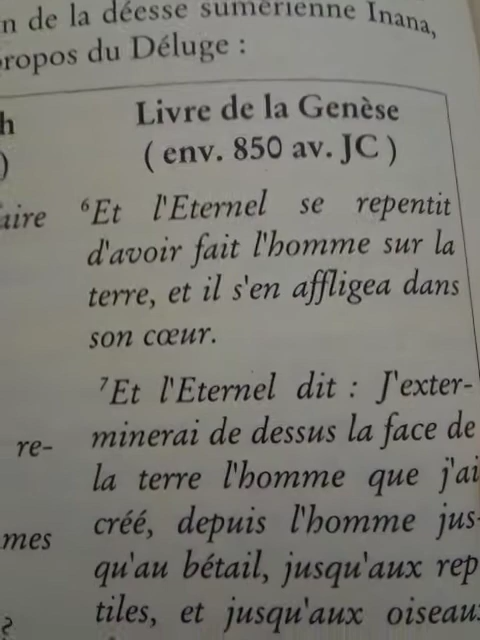 n de la déesse sumérienne Inana,
ropos du Déluge :
h
)
Livre de la Genèse
( env. 850 av. JC )
aire
⁶Et l'Eternel se repentit
d'avoir fait l'homme sur la
terre, et il s'en affligea dans
son cœur.
⁷Et l'Eternel dit : J'exter-
re-
minerai de dessus la face de
la terre l'homme que j'ai
créé, depuis l'homme jus-
mes
qu'au bétail, jusqu'aux rep
tiles, et jusqu'aux oiseau